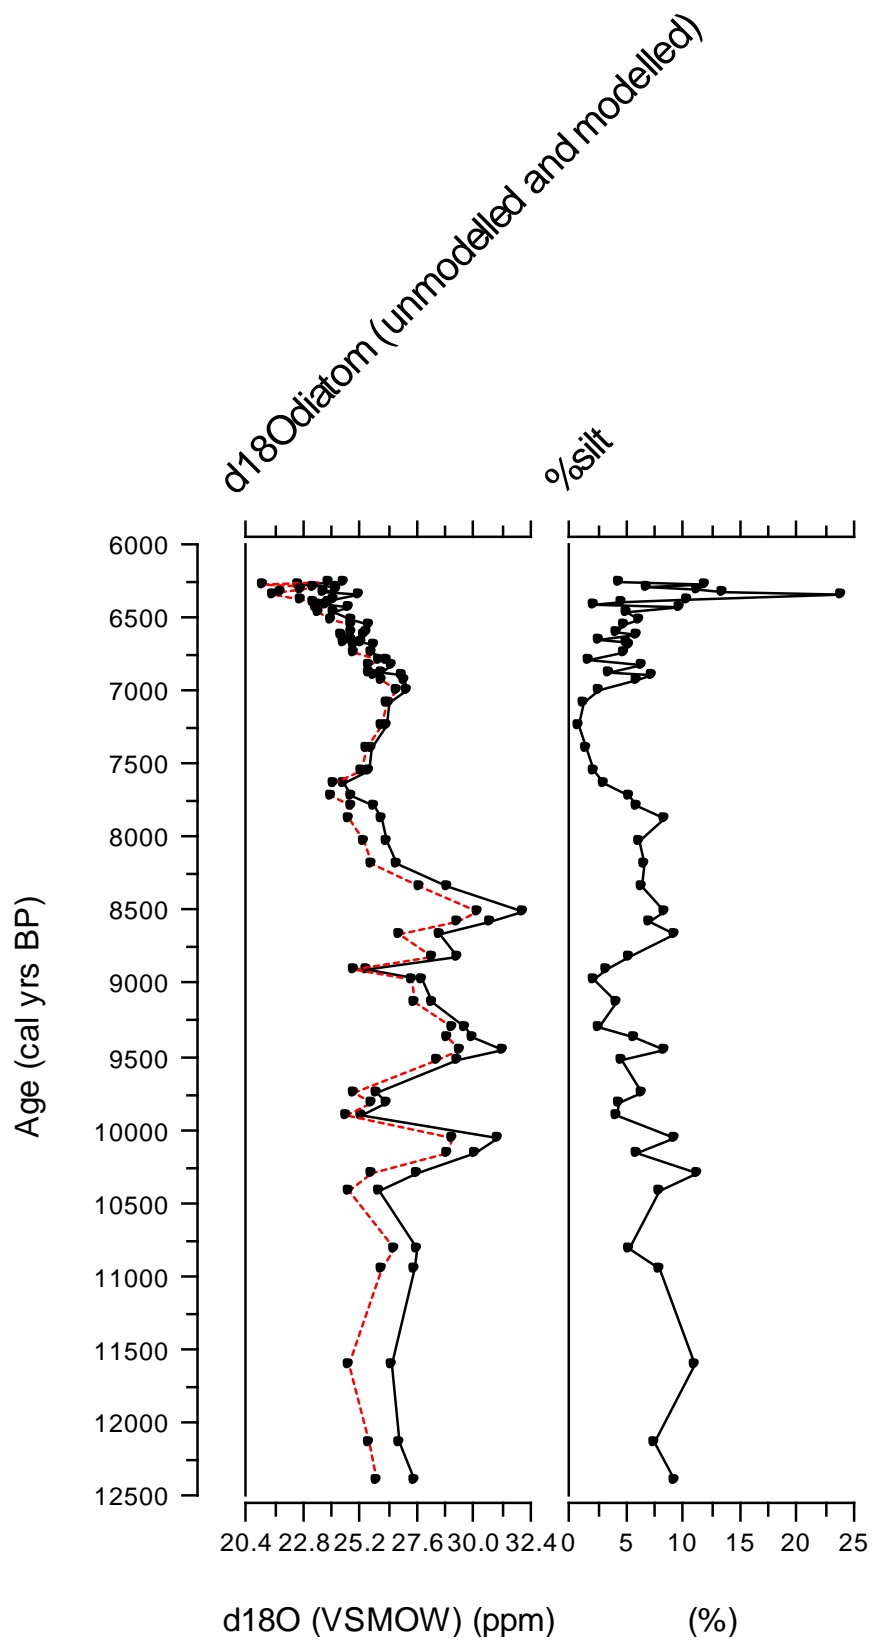 d18Odiatom (unmodelled and modelled)
%silt
6000
6500
7000
7500
8000
8500
9000
9500
10000
10500
11000
11500
12000
12500
Age (cal yrs BP)
20.4 22.8 25.2 27.6 30.0 32.4 0 5 10 15 20 25
d18O (VSMOW) (ppm) (%)